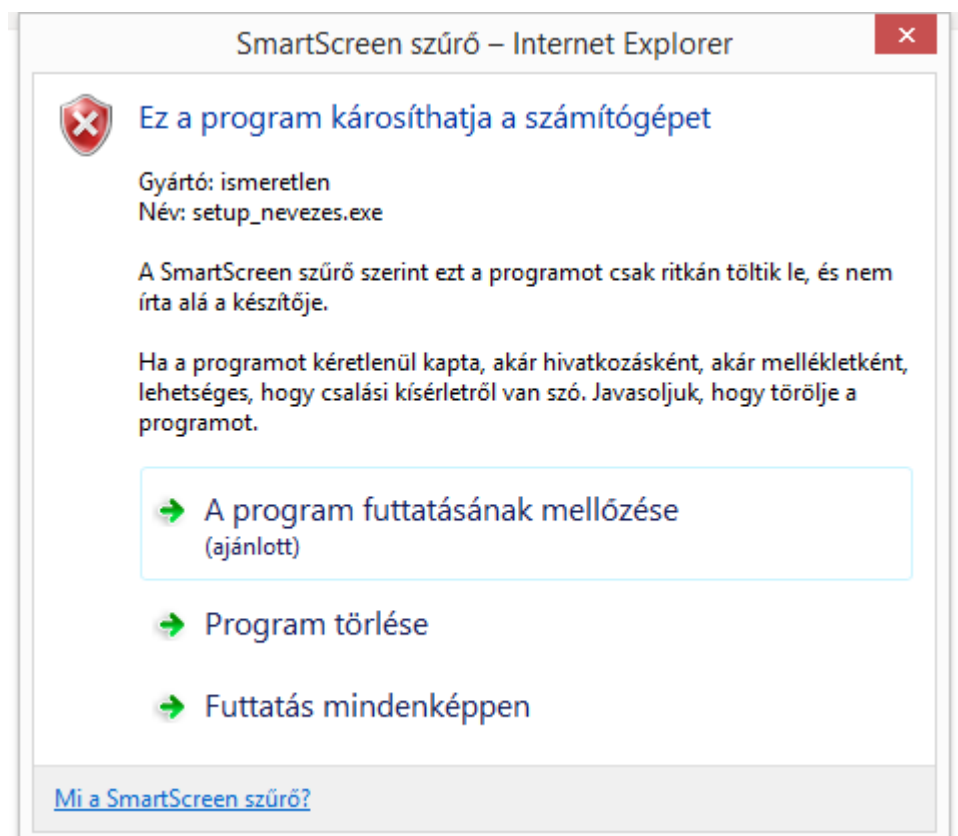 SmartScreen szűrő – Internet Explorer
Ez a program károsíthatja a számítógépet
Gyártó: ismeretlen
Név: setup_nevezes.exe
A SmartScreen szűrő szerint ezt a programot csak ritkán töltik le, és nem
írta alá a készítője.
Ha a programot kéretlenül kapta, akár hivatkozásként, akár mellékletként,
lehetséges, hogy csalási kísérletről van szó. Javasoljuk, hogy törölje a
programot.
A program futtatásának mellőzése
(ajánlott)
Program törlése
Futtatás mindenképpen
Mi a SmartScreen szűrő?